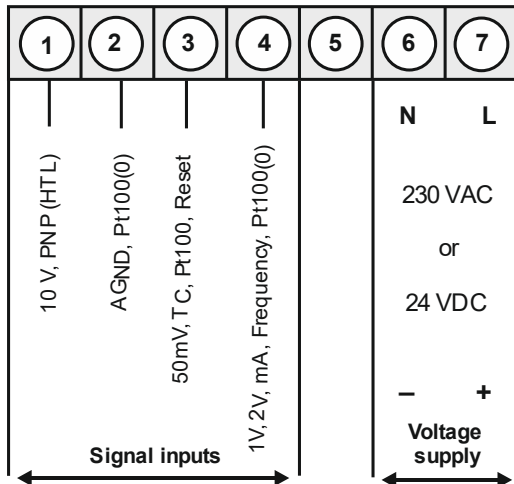 1 2 3 4 5 6 7
10 V, PNP (HTL)
AGND, Pt100(0)
50mV, TC, Pt100, Reset
1V, 2V, mA, Frequency, Pt100(0)
N L
230 VAC
or
24 VDC
– +
Signal inputs
Voltage
supply